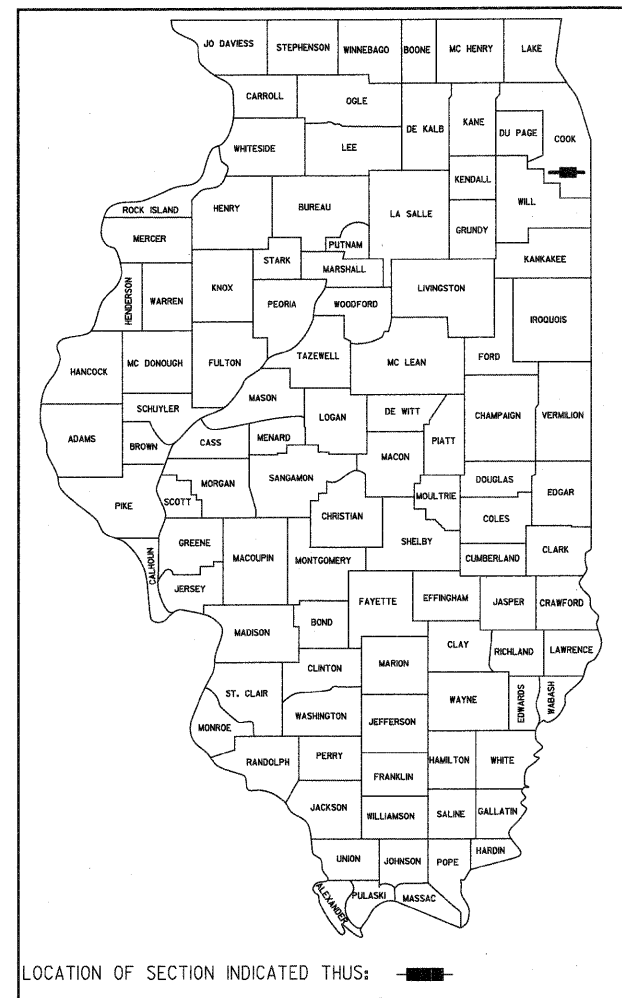 JO DAVIESS STEPHENSON WINNEBAGO BOONE MC HENRY LAKE
CARROLL OGLE DE KALB KANE DU PAGE COOK
WHITESIDE LEE KENDALL WILL
ROCK ISLAND HENRY BUREAU LA SALLE GRUNDY
MERCER PUTNAM KANKAKEE
HENDERSON WARREN KNOX STARK MARSHALL LIVINGSTON
PEORIA WOODFORD IROQUOIS
HANCOCK MC DONOUGH FULTON TAZEWELL MC LEAN FORD
MASON
SCHUYLER LOGAN DE WITT CHAMPAIGN VERMILION
ADAMS BROWN CASS MENARD MACON PIATT
MORGAN SANGAMON DOUGLAS EDGAR
PIKE SCOTT CHRISTIAN MOULTRIE COLES
GREENE MACOUPIN SHELBY CLARK
CALHOUN MONTGOMERY CUMBERLAND
JERSEY FAYETTE EFFINGHAM JASPER CRAWFORD
MADISON BOND
CLAY RICHLAND LAWRENCE
CLINTON MARION
ST. CLAIR WAYNE EDWARDS WABASH
WASHINGTON JEFFERSON
MONROE
RANDOLPH PERRY HAMILTON WHITE
FRANKLIN
JACKSON WILLIAMSON SALINE GALLATIN
HARDIN
UNION JOHNSON POPE
ALEXANDER PULASKI MASSAC
LOCATION OF SECTION INDICATED THUS: